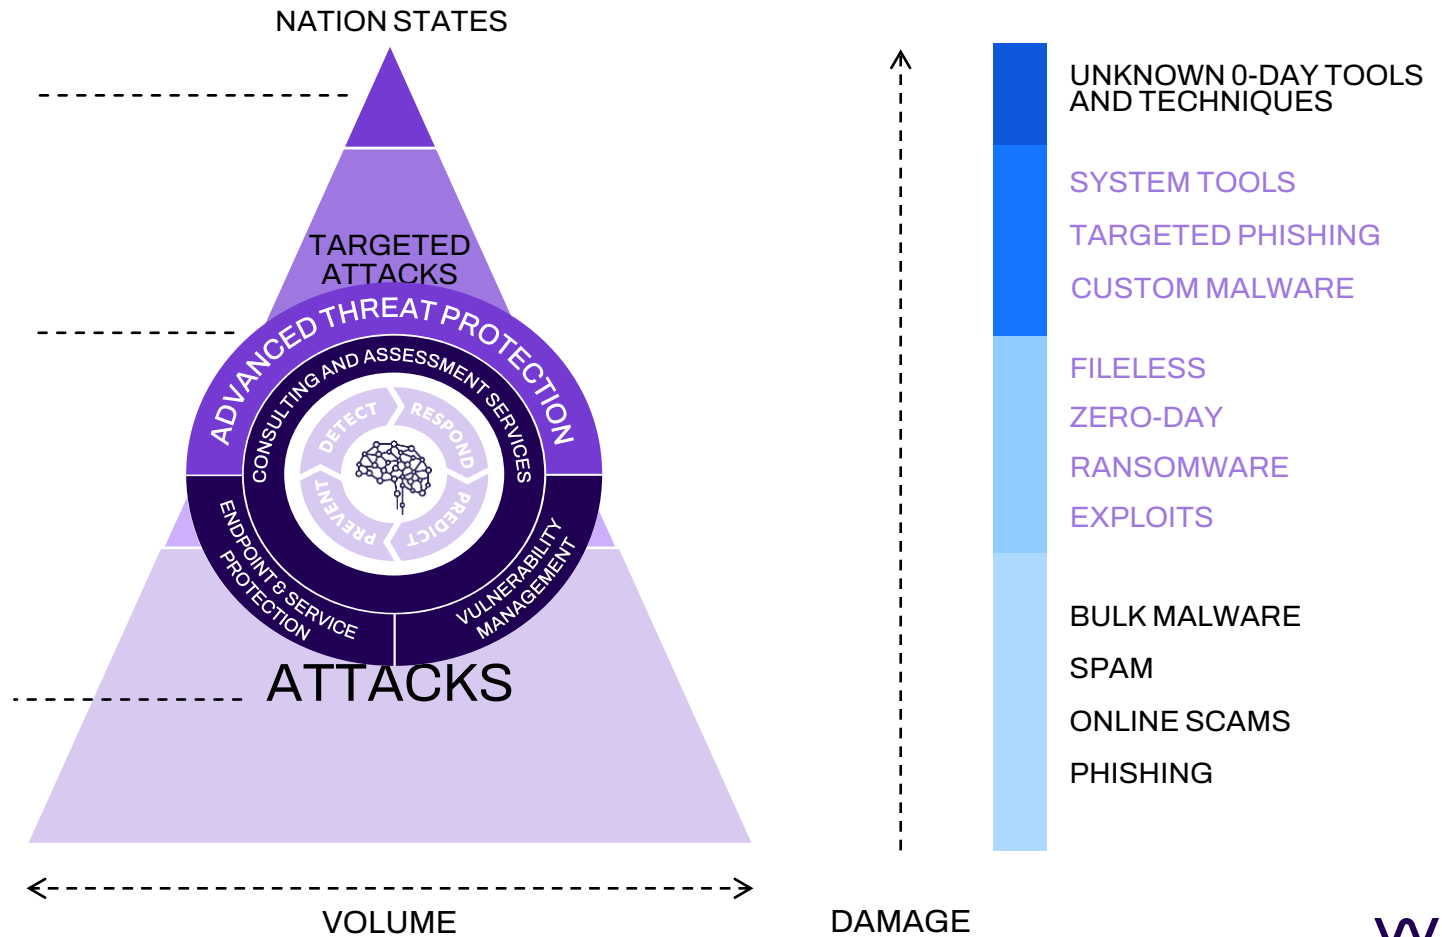 NATION STATES
TARGETED
ATTACKS
ADVANCED THREAT PROTECTION
CONSULTING AND ASSESSMENT SERVICES
DETECT
RESPOND
PREVENT
PREDICT
ENDPOINT & SERVICE
PROTECTION
VULNERABILITY
MANAGEMENT
ATTACKS
VOLUME
DAMAGE
UNKNOWN 0-DAY TOOLS
AND TECHNIQUES
SYSTEM TOOLS
TARGETED PHISHING
CUSTOM MALWARE
FILELESS
ZERO-DAY
RANSOMWARE
EXPLOITS
BULK MALWARE
SPAM
ONLINE SCAMS
PHISHING